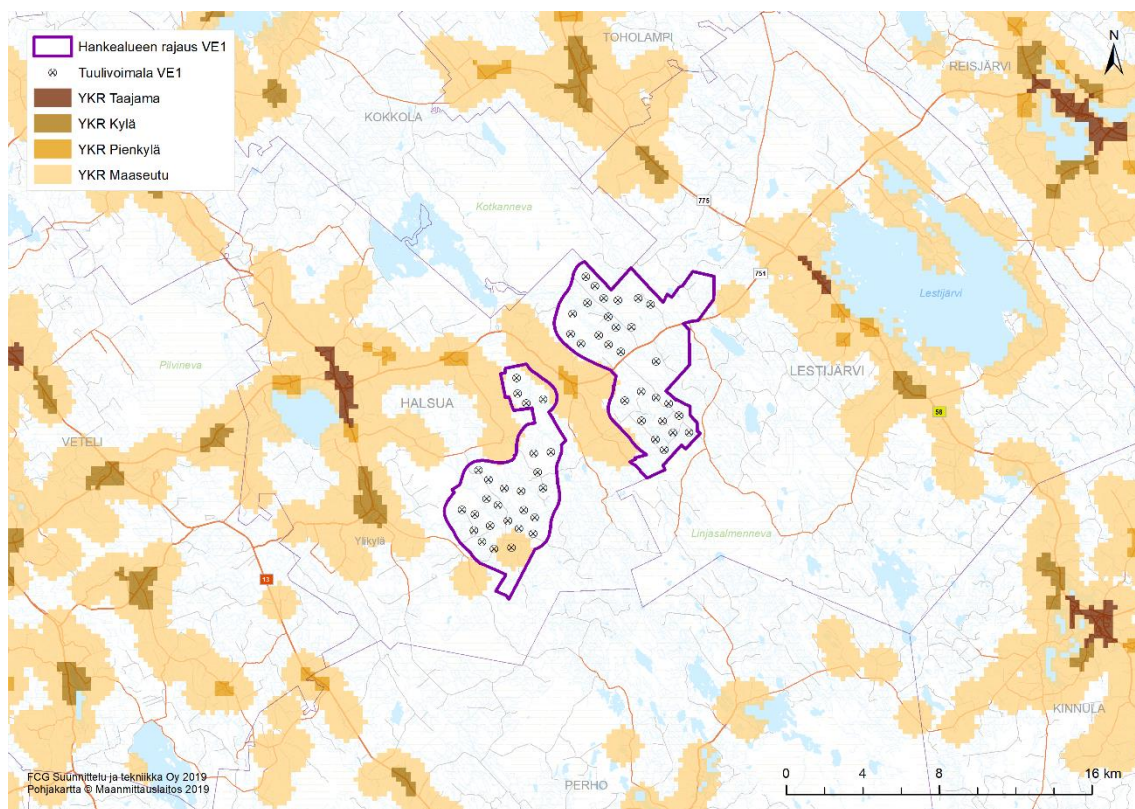 Hankealueen rajaus VE1
Tuulivoimala VE1
YKR Taajama
YKR Kylä
YKR Pienkylä
YKR Maaseutu
TOHOLAMPI
REISJÄRVI
N
KOKKOLA
Kotkanneva
775
751
Lestijärvi
Pilvineva
HALSUA
LESTIJÄRVI
58
VETELI
Ylikylä
Linjasalmenneva
13
KINNULA
PERHO
FCG Suunnittelu ja tekniikka Oy 2019
Pohjakartta © Maanmittauslaitos 2019
0 4 8 16 km